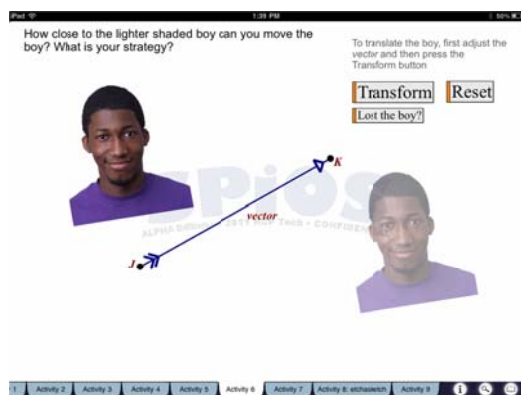 iPad
1:39 PM
50%
How close to the lighter shaded boy can you move the
boy? What is your strategy?
To translate the boy, first adjust the
vector and then press the
Transform button
Transform
Reset
Lost the boy?
K
SPiOS
vector
J
1
Activity 2
Activity 3
Activity 4
Activity 5
Activity 6
Activity 7
Activity 8: etchasketch
Activity 9